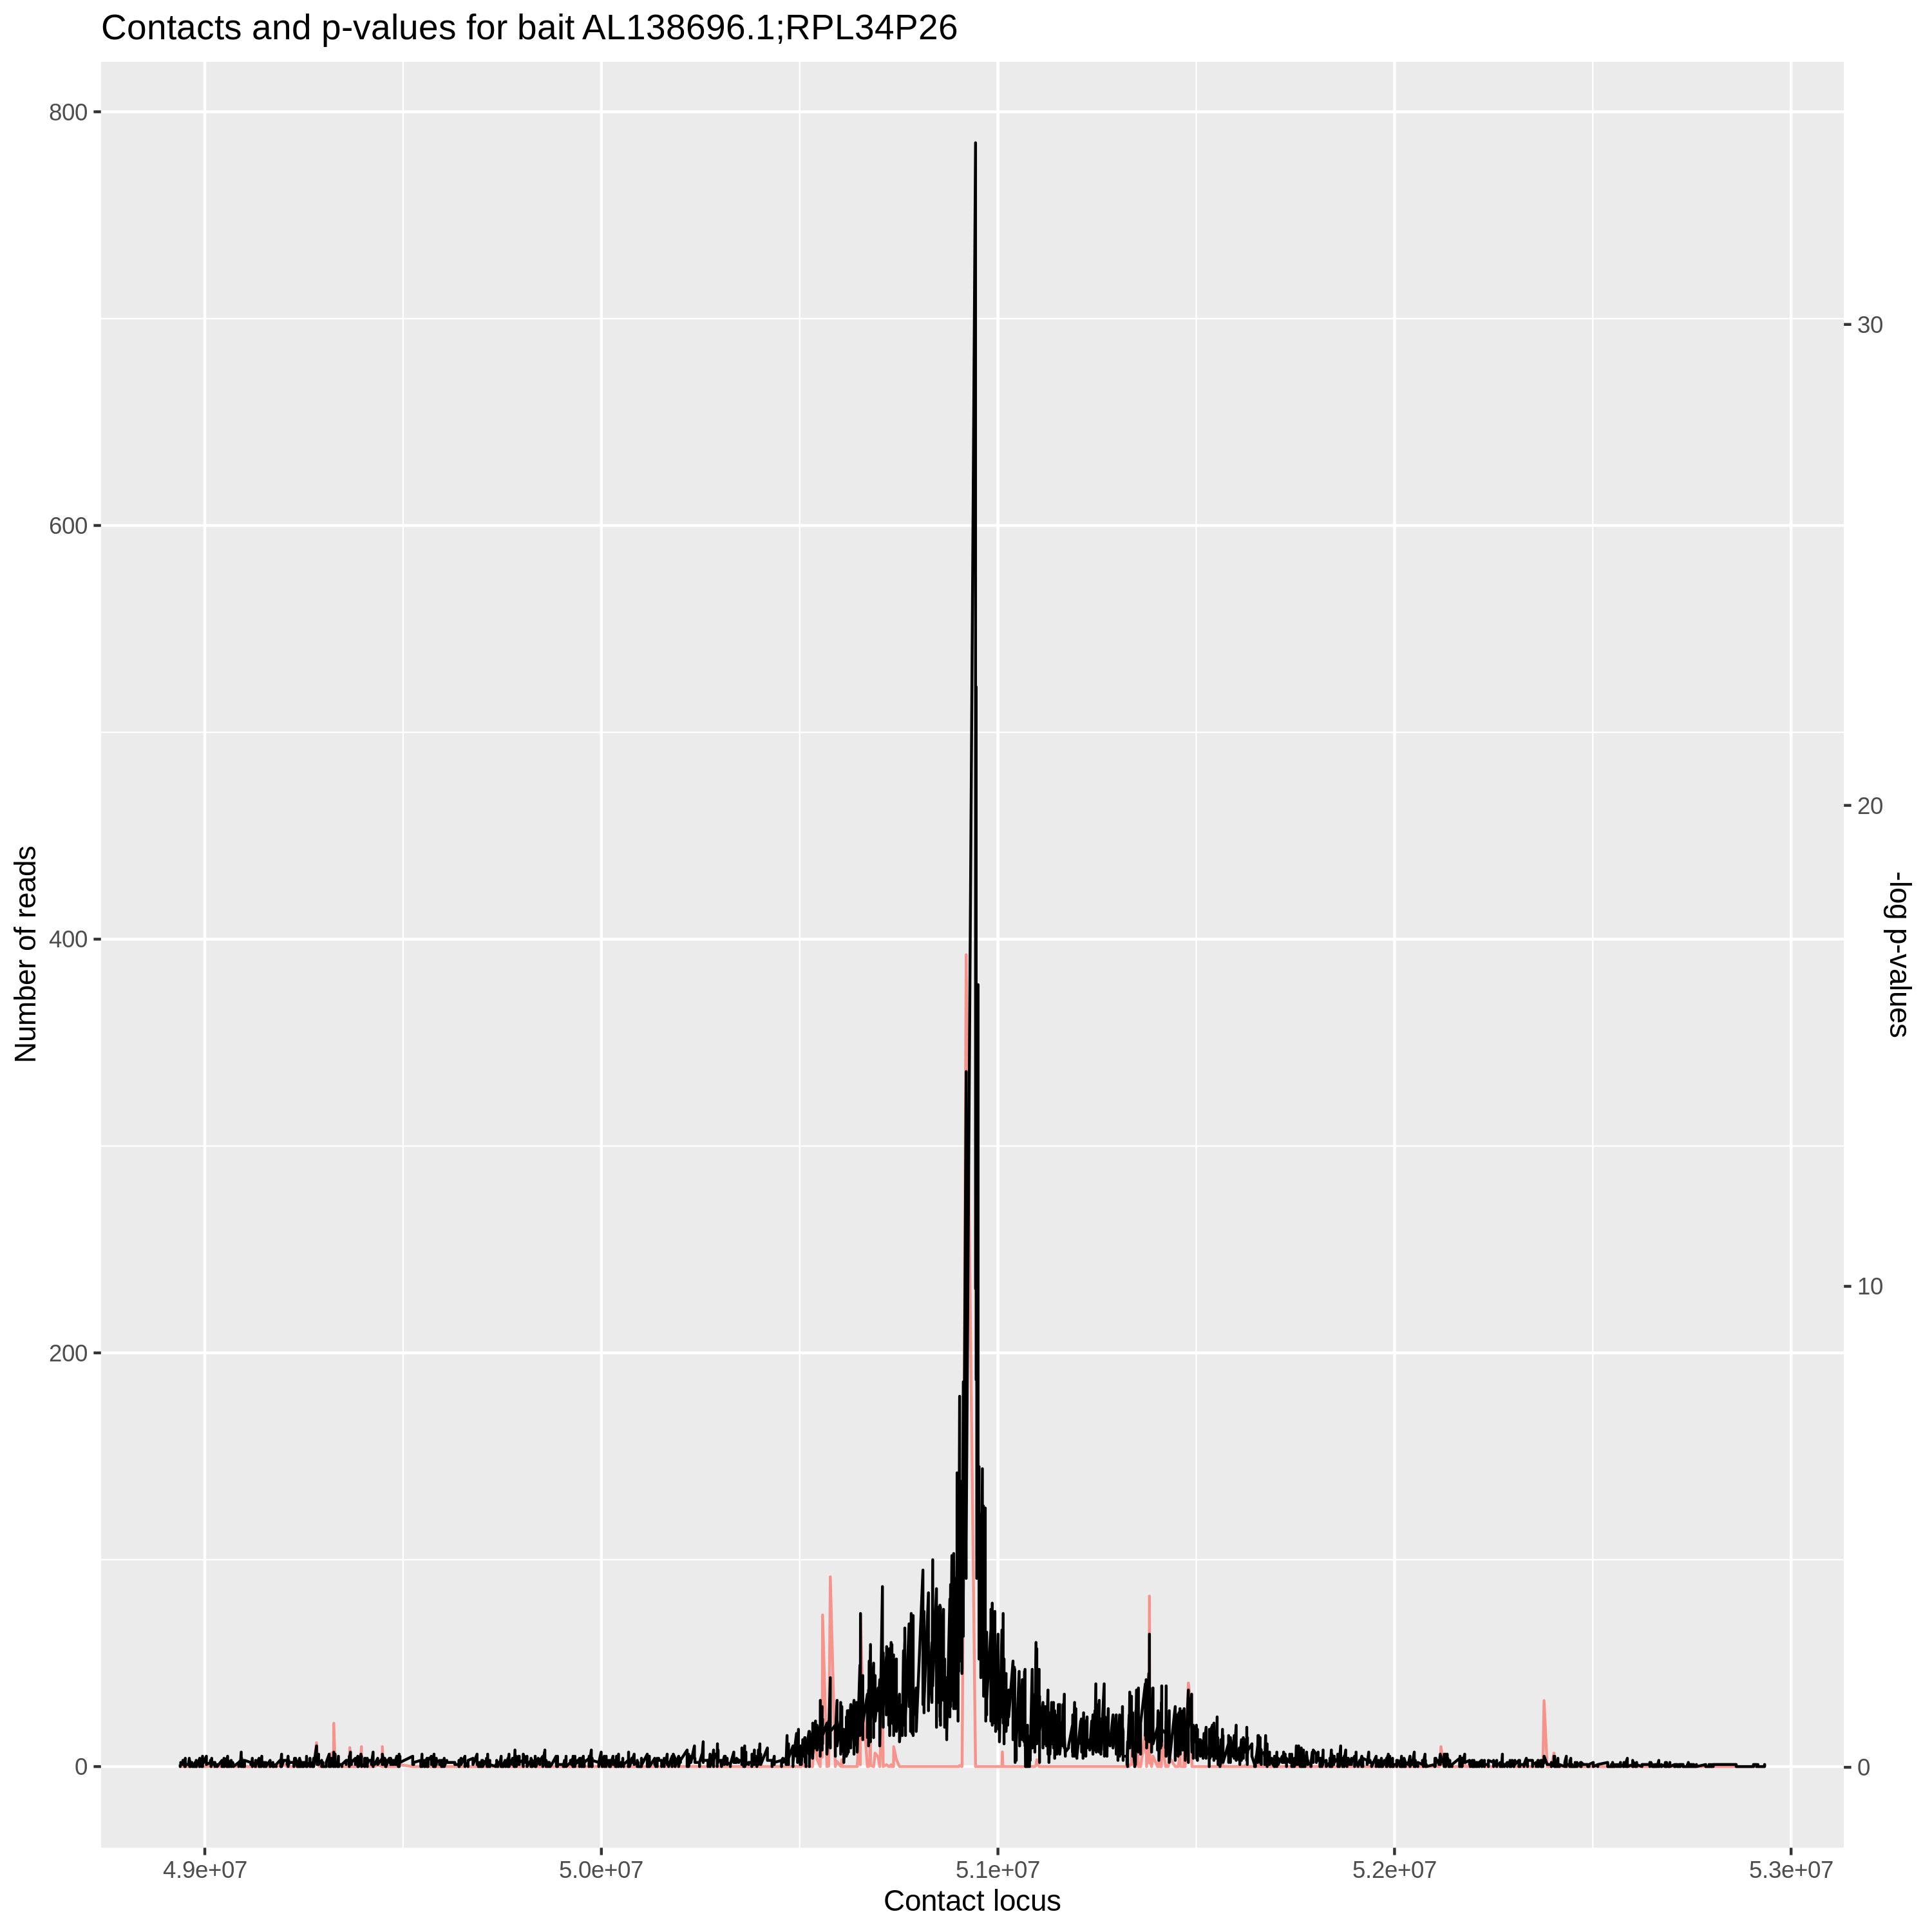 Contacts and p-values for bait AL138696.1;RPL34P26
800
600
400
200
0
Number of reads
30
20
10
0
-log p-values
4.9e+07
5.0e+07
5.1e+07
5.2e+07
5.3e+07
Contact locus